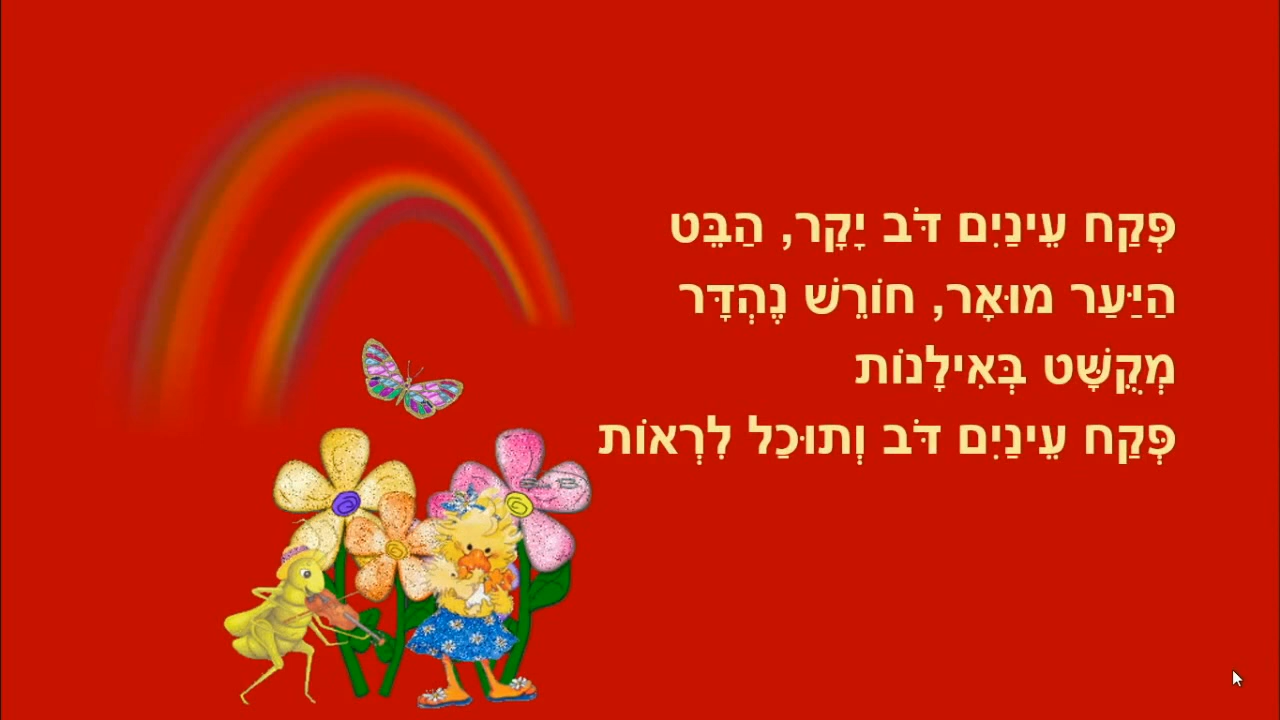 פְּקַח עֵינַיִם דֹּב יָקָר, הַבֵּט
הַיַּעַר מוּאָר, חוֹרֵשׁ נֶהְדָּר
מְקֻשָּׁט בְּאִילָנוֹת
פְּקַח עֵינַיִם דֹּב וְתוּכַל לִרְאוֹת